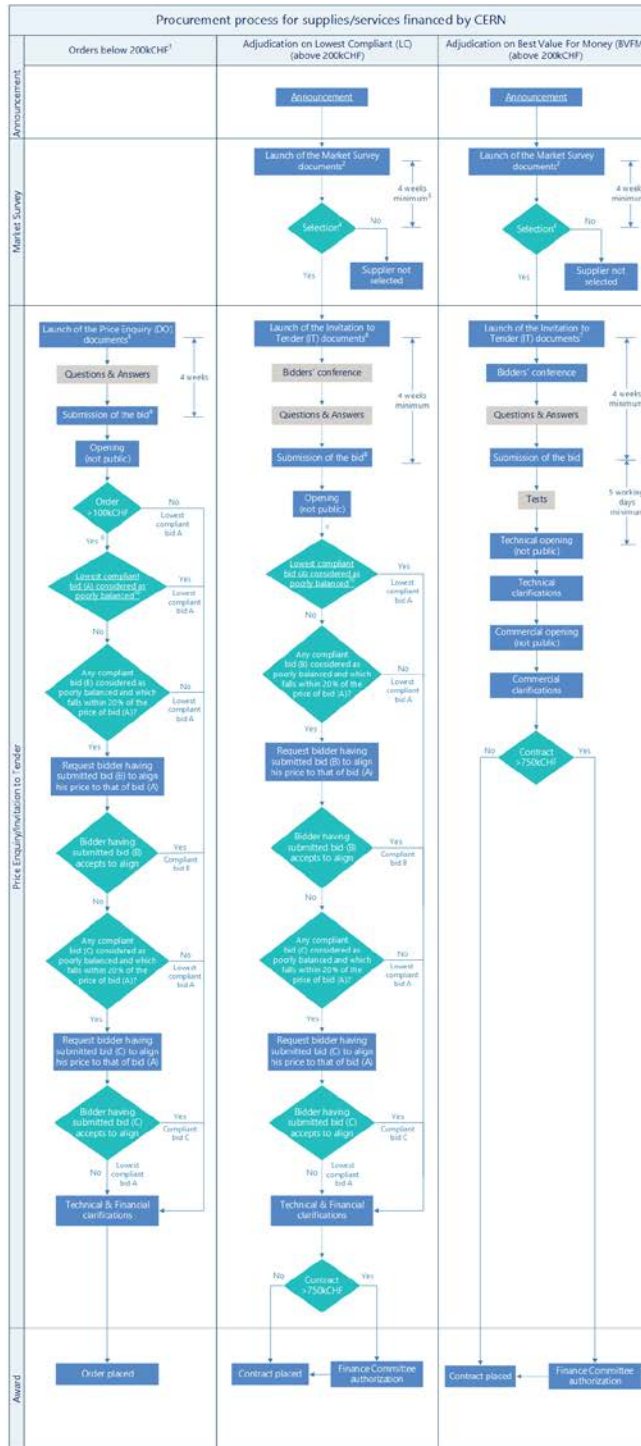 Procurement process for supplies/services financed by CERN
Orders below 200kCHF¹
Adjudication on Lowest Compliant (LC)
(above 200kCHF)
Adjudication on Best Value For Money (BVFM)
(above 200kCHF)
Announcement
Announcement
Announcement
Market Survey
Launch of the Market Survey
documents²
4 weeks
minimum³
Selection⁴
No
Yes
Supplier not
selected
Launch of the Market Survey
documents
4 weeks
minimum
Selection⁴
No
Yes
Supplier not
selected
Price Enquiry/Invitation to Tender
Launch of the Price Enquiry (DO)
documents
Questions & Answers
4 weeks
Submission of the bid
Opening
(not public)
Order
>100kCHF
No
Lowest
compliant
bid A
Yes
Lowest compliant
bid (A) considered as
poorly balanced
Yes
Lowest
compliant
bid A
No
Any compliant
bid (B) considered as
poorly balanced and which
falls within 20% of the
price of bid (A)?
No
Lowest
compliant
bid A
Yes
Request bidder having
submitted bid (B) to align
his price to that of bid (A)
Bidder having
submitted bid (B)
accepts to align
Yes
Compliant
bid B
No
Any compliant
bid (C) considered as
poorly balanced and which
falls within 20% of the
price of bid (A)?
No
Lowest
compliant
bid A
Yes
Request bidder having
submitted bid (C) to align
his price to that of bid (A)
Bidder having
submitted bid (C)
accepts to align
Yes
Compliant
bid C
No
Lowest
compliant
bid A
Technical & Financial
clarifications
Launch of the Invitation to
Tender (IT) documents
Bidders' conference
4 weeks
minimum
Questions & Answers
Submission of the bid
Opening
(not public)
Lowest compliant
bid (A) considered as
poorly balanced
Yes
Lowest
compliant
bid A
No
Any compliant
bid (B) considered as
poorly balanced and which
falls within 20% of the
price of bid (A)?
No
Lowest
compliant
bid A
Yes
Request bidder having
submitted bid (B) to align
his price to that of bid (A)
Bidder having
submitted bid (B)
accepts to align
Yes
Compliant
bid B
No
Any compliant
bid (C) considered as
poorly balanced and which
falls within 20% of the
price of bid (A)?
No
Lowest
compliant
bid A
Yes
Request bidder having
submitted bid (C) to align
his price to that of bid (A)
Bidder having
submitted bid (C)
accepts to align
Yes
Compliant
bid C
No
Lowest
compliant
bid A
Technical & Financial
clarifications
No
Contract
>750kCHF
Yes
Launch of the Invitation to
Tender (IT) documents
Bidders' conference
4 weeks
minimum
Questions & Answers
Submission of the bid
Tests
5 working
days
minimum
Technical opening
(not public)
Technical
clarifications
Commercial opening
(not public)
Commercial
clarifications
No
Contract
>750kCHF
Yes
Award
Order placed
Contract placed
Finance Committee
authorization
Contract placed
Finance Committee
authorization